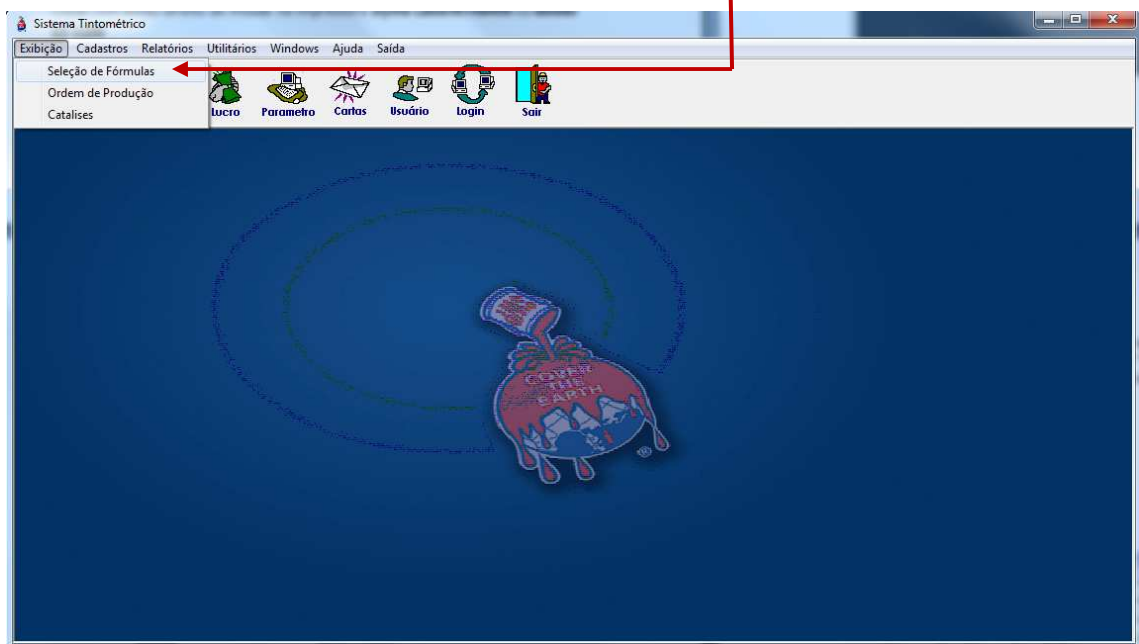 Sistema Tintométrico
Exibição Cadastros Relatórios Utilitários Windows Ajuda Saída
Seleção de Fórmulas
Ordem de Produção
Catalises
Lucro Parametro Cartas Usuário Login Sair
COVER
THE
EARTH
®